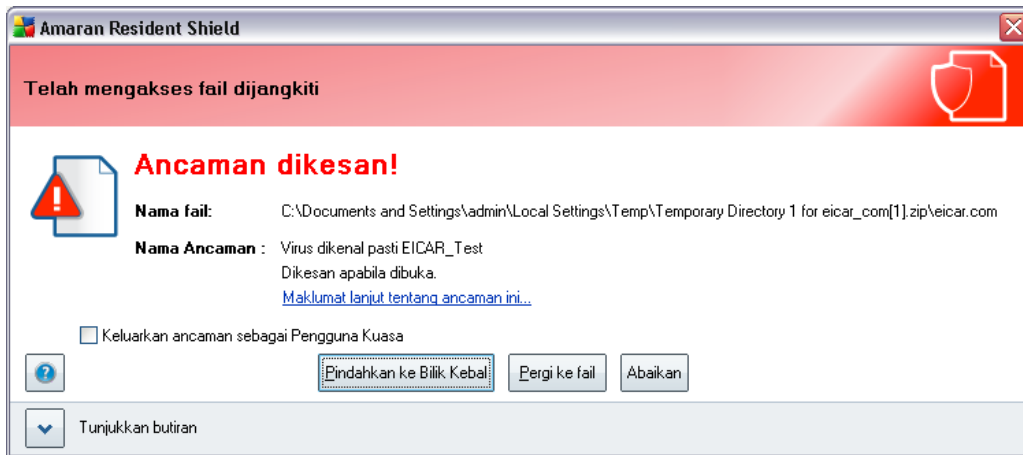 Amaran Resident Shield
Telah mengakses fail dijangkiti
Ancaman dikesan!
Nama fail: C:\Documents and Settings\admin\Local Settings\Temp\Temporary Directory 1 for eicar_com[1].zip\eicar.com
Nama Ancaman : Virus dikenal pasti EICAR_Test
Dikesan apabila dibuka.
Maklumat lanjut tentang ancaman ini...
Keluarkan ancaman sebagai Pengguna Kuasa
Pindahkan ke Bilik Kebal Pergi ke fail Abaikan
Tunjukkan butiran